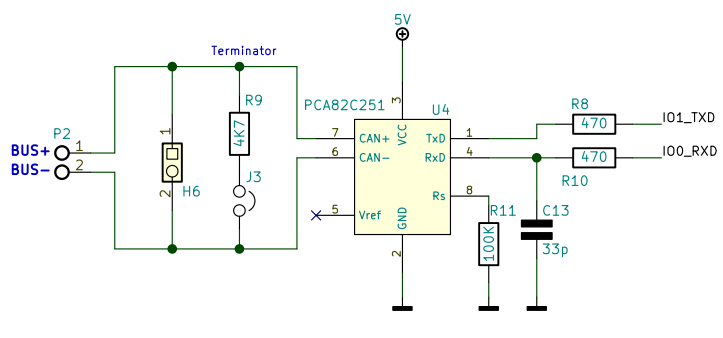 5V
Terminator
R9
4K7
J3
P2
BUS+
1
BUS-
2
1
2
H6
PCA82C251
U4
3
VCC
7
CAN+
6
CAN-
5
Vref
GND
2
TxD
1
RxD
4
Rs
8
R8
470
IO1_TXD
470
R10
IO0_RXD
R11
100K
C13
33p